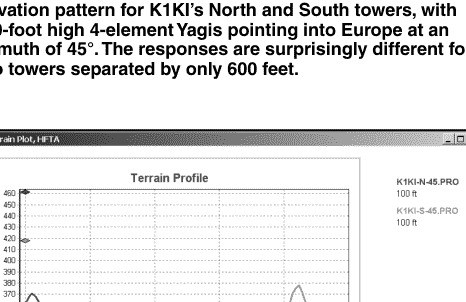 vation pattern for K1KI's North and South towers, with
-foot high 4-element Yagis pointing into Europe at an
muth of 45°. The responses are surprisingly different fo
towers separated by only 600 feet.
rain Plot, HFTA
Terrain Profile
K1KI-N-45.PRO
100 ft
K1KI-S-45.PRO
100 ft
460
450
440
430
420
410
400
390
380
370